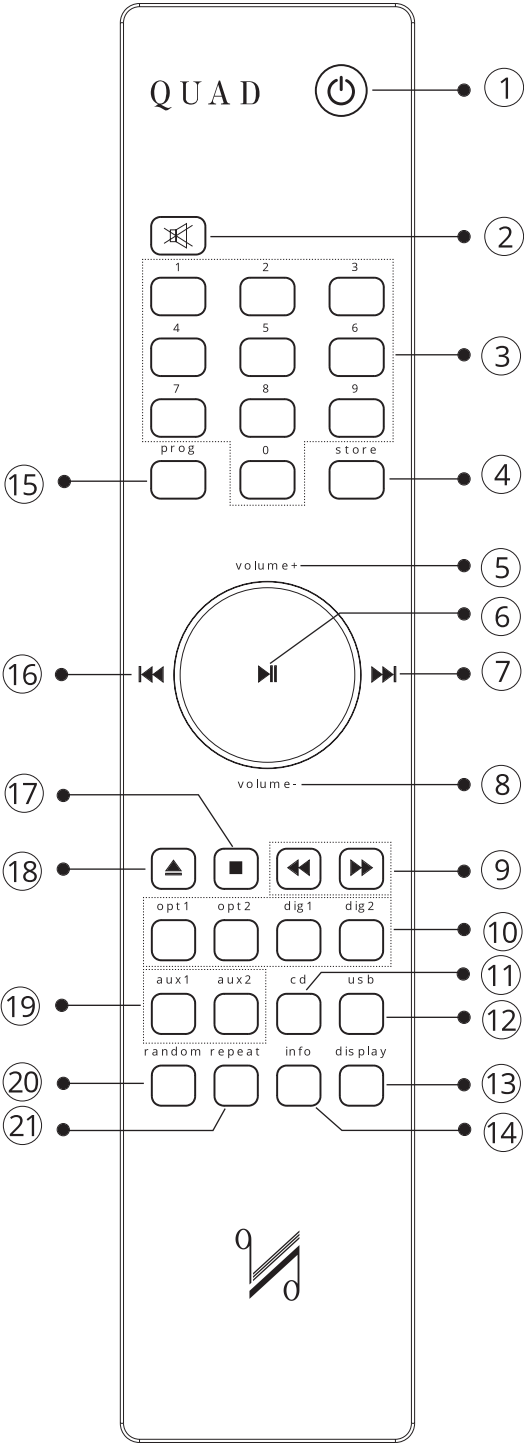 QUAD
1
2
1 2 3
4 5 6
3
7 8 9
prog 0 store
15
4
volume+
5
6
16
7
volume-
8
17
18
9
opt1 opt2 dig1 dig2
10
11
aux1 aux2 cd usb
19
12
random repeat info display
20
13
21
14